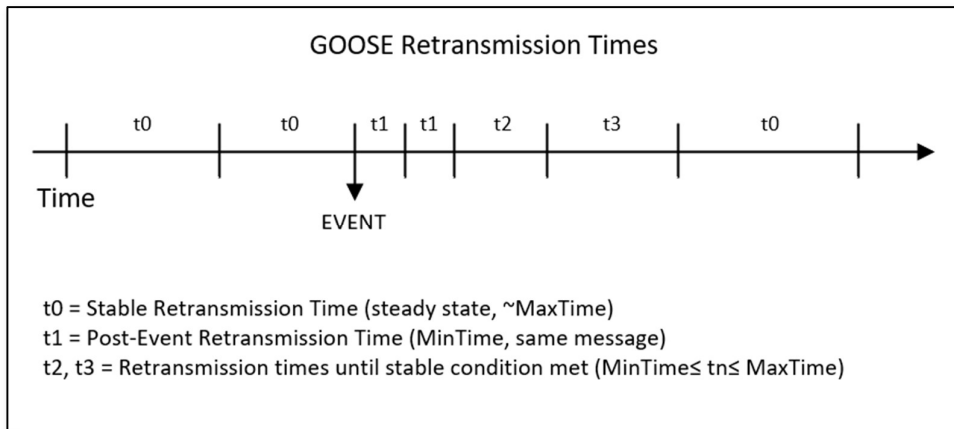 GOOSE Retransmission Times
t0 t0 t1 t1 t2 t3 t0
Time
EVENT
t0 = Stable Retransmission Time (steady state, ~MaxTime)
t1 = Post-Event Retransmission Time (MinTime, same message)
t2, t3 = Retransmission times until stable condition met (MinTime≤ tn≤ MaxTime)